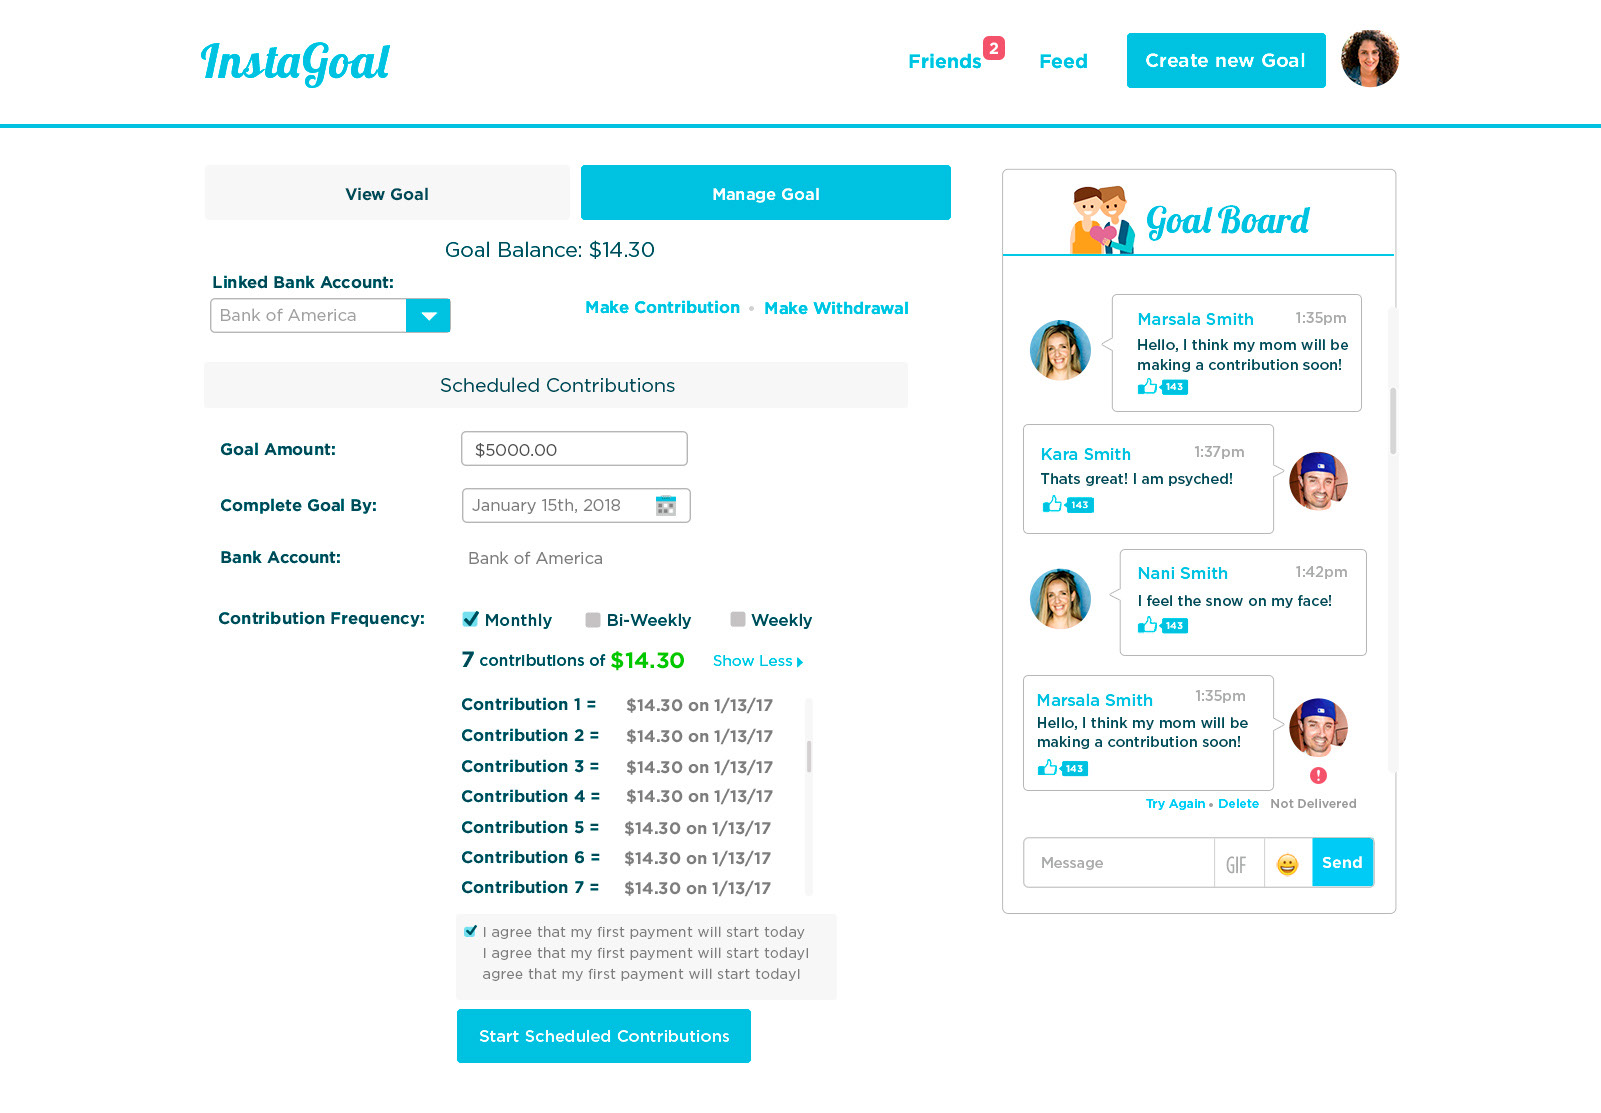 InstaGoal
Friends 2
Feed
Create new Goal
View Goal
Manage Goal
Goal Balance: $14.30
Linked Bank Account:
Bank of America
Make Contribution • Make Withdrawal
Scheduled Contributions
Goal Amount: $5000.00
Complete Goal By: January 15th, 2018
Bank Account: Bank of America
Contribution Frequency: Monthly Bi-Weekly Weekly
7 contributions of $14.30 Show Less
Contribution 1 = $14.30 on 1/13/17
Contribution 2 = $14.30 on 1/13/17
Contribution 3 = $14.30 on 1/13/17
Contribution 4 = $14.30 on 1/13/17
Contribution 5 = $14.30 on 1/13/17
Contribution 6 = $14.30 on 1/13/17
Contribution 7 = $14.30 on 1/13/17
I agree that my first payment will start today
I agree that my first payment will start todayI
agree that my first payment will start todayI
Start Scheduled Contributions
Goal Board
Marsala Smith 1:35pm
Hello, I think my mom will be
making a contribution soon!
143
Kara Smith 1:37pm
Thats great! I am psyched!
143
Nani Smith 1:42pm
I feel the snow on my face!
143
Marsala Smith 1:35pm
Hello, I think my mom will be
making a contribution soon!
143
!
Try Again • Delete Not Delivered
Message GIF Send